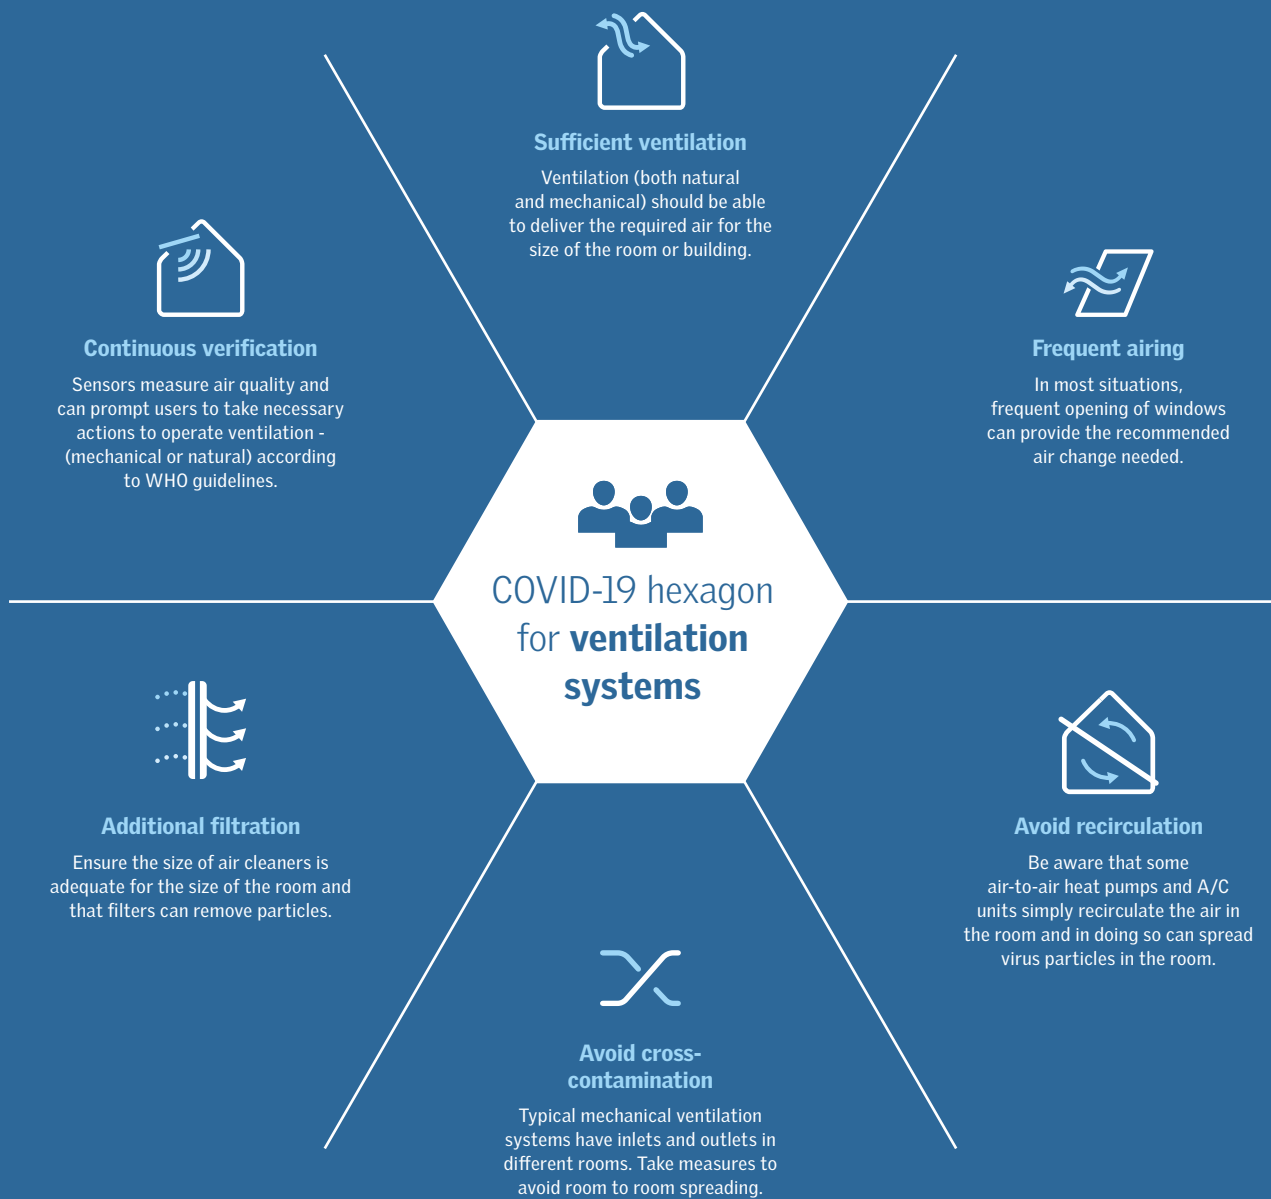 Sufficient ventilation
Ventilation (both natural
and mechanical) should be able
to deliver the required air for the
size of the room or building.
Continuous verification
Sensors measure air quality and
can prompt users to take necessary
actions to operate ventilation -
(mechanical or natural) according
to WHO guidelines.
Frequent airing
In most situations,
frequent opening of windows
can provide the recommended
air change needed.
COVID-19 hexagon
for ventilation
systems
Additional filtration
Ensure the size of air cleaners is
adequate for the size of the room and
that filters can remove particles.
Avoid recirculation
Be aware that some
air-to-air heat pumps and A/C
units simply recirculate the air in
the room and in doing so can spread
virus particles in the room.
Avoid cross-
contamination
Typical mechanical ventilation
systems have inlets and outlets in
different rooms. Take measures to
avoid room to room spreading.